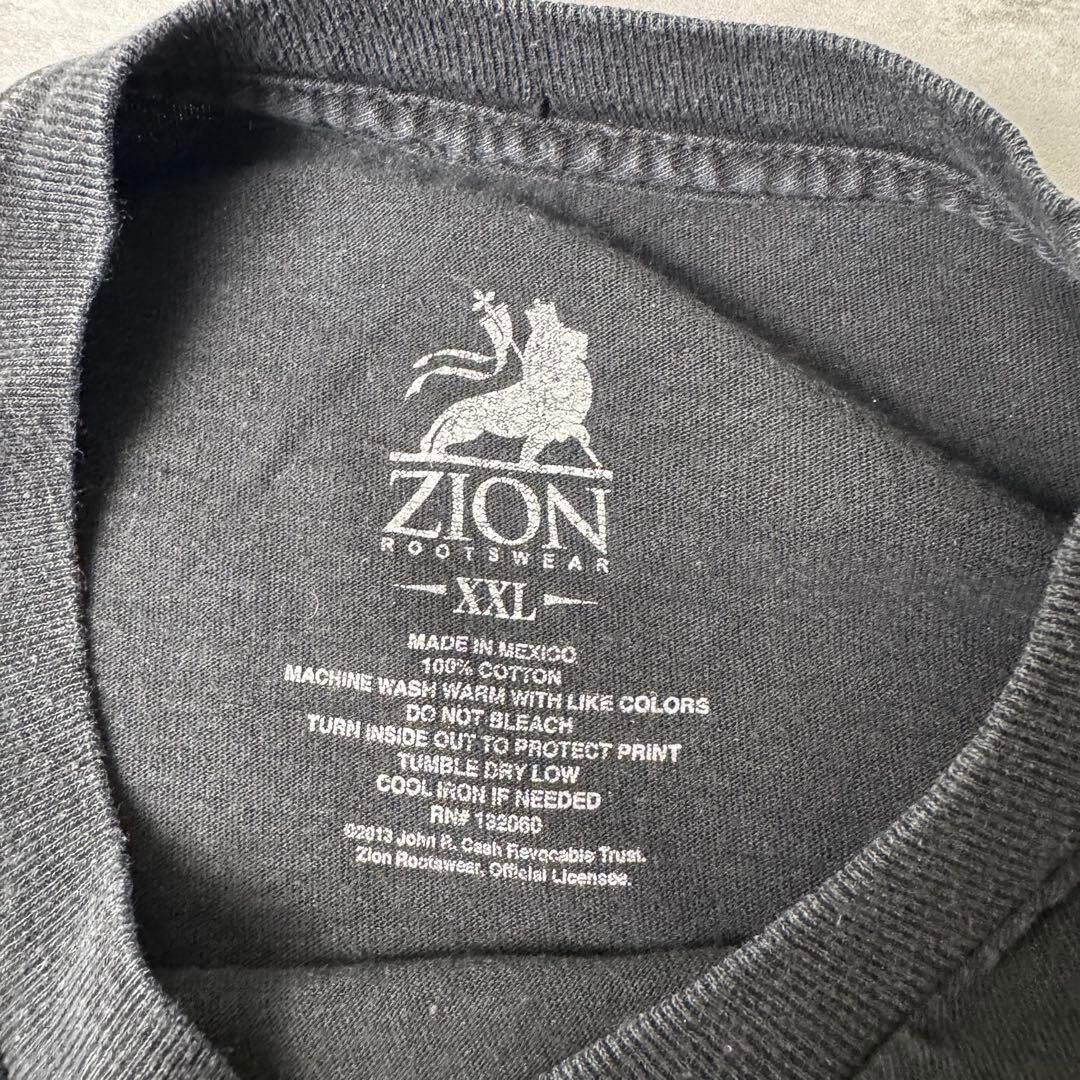 ZION
ROOTSWEAR
XXL
MADE IN MEXICO
100% COTTON
MACHINE WASH WARM WITH LIKE COLORS
DO NOT BLEACH
TURN INSIDE OUT TO PROTECT PRINT
TUMBLE DRY LOW
COOL IRON IF NEEDED
RN# 132060
©2013 John R. Cash Revocable Trust.
Zion Rootswear, Official Licensee.